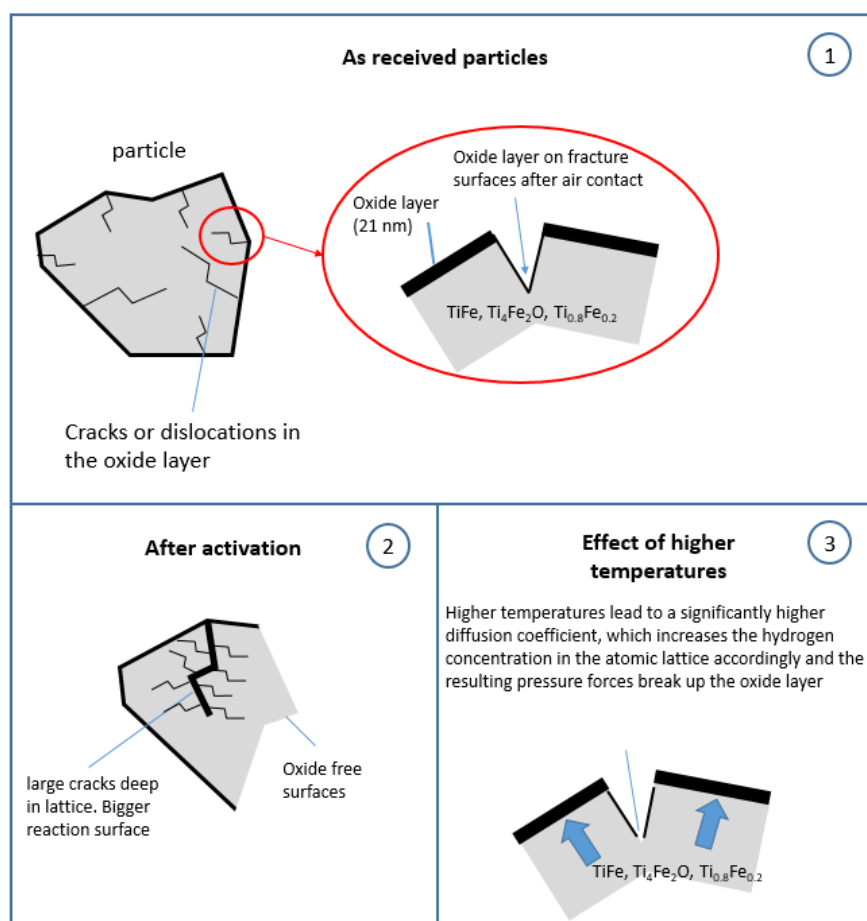 As received particles
1
particle
Oxide layer on fracture
surfaces after air contact
Oxide layer
(21 nm)
TiFe, Ti₄Fe₂O, Ti₀.₈Fe₀.₂
Cracks or dislocations in
the oxide layer
After activation
2
large cracks deep
in lattice. Bigger
reaction surface
Oxide free
surfaces
Effect of higher
temperatures
3
Higher temperatures lead to a significantly higher
diffusion coefficient, which increases the hydrogen
concentration in the atomic lattice accordingly and the
resulting pressure forces break up the oxide layer
TiFe, Ti₄Fe₂O, Ti₀.₈Fe₀.₂